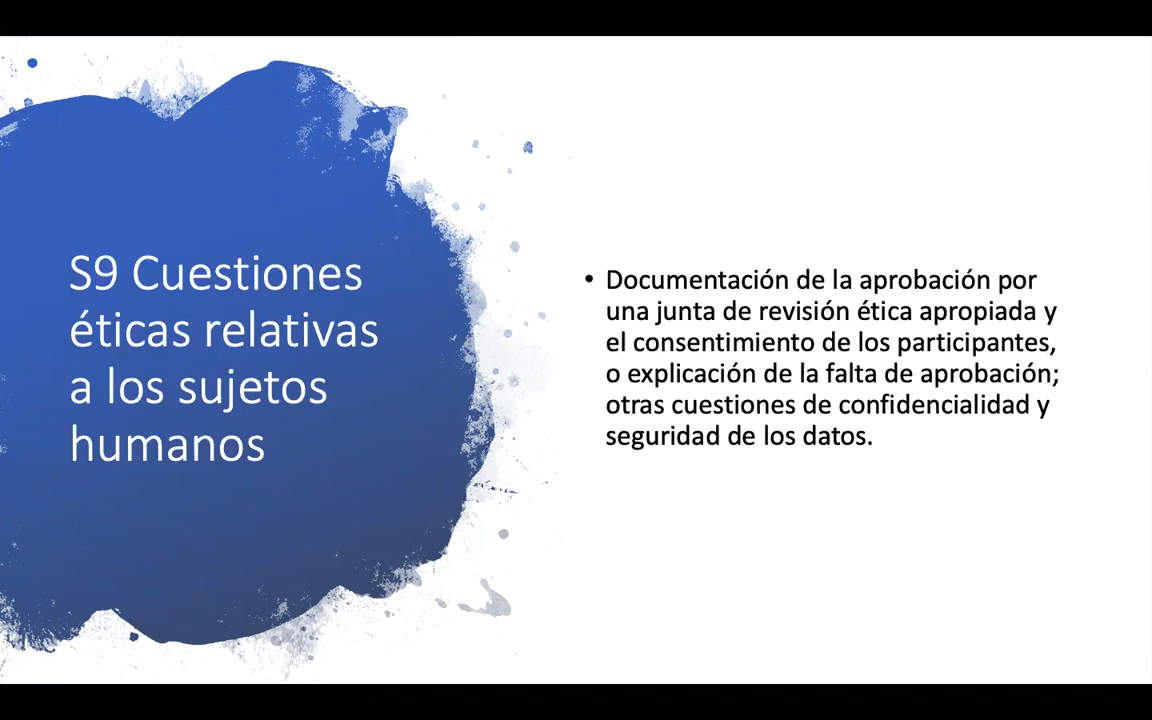 S9 Cuestiones
éticas relativas
a los sujetos
humanos
• Documentación de la aprobación por
una junta de revisión ética apropiada y
el consentimiento de los participantes,
o explicación de la falta de aprobación;
otras cuestiones de confidencialidad y
seguridad de los datos.